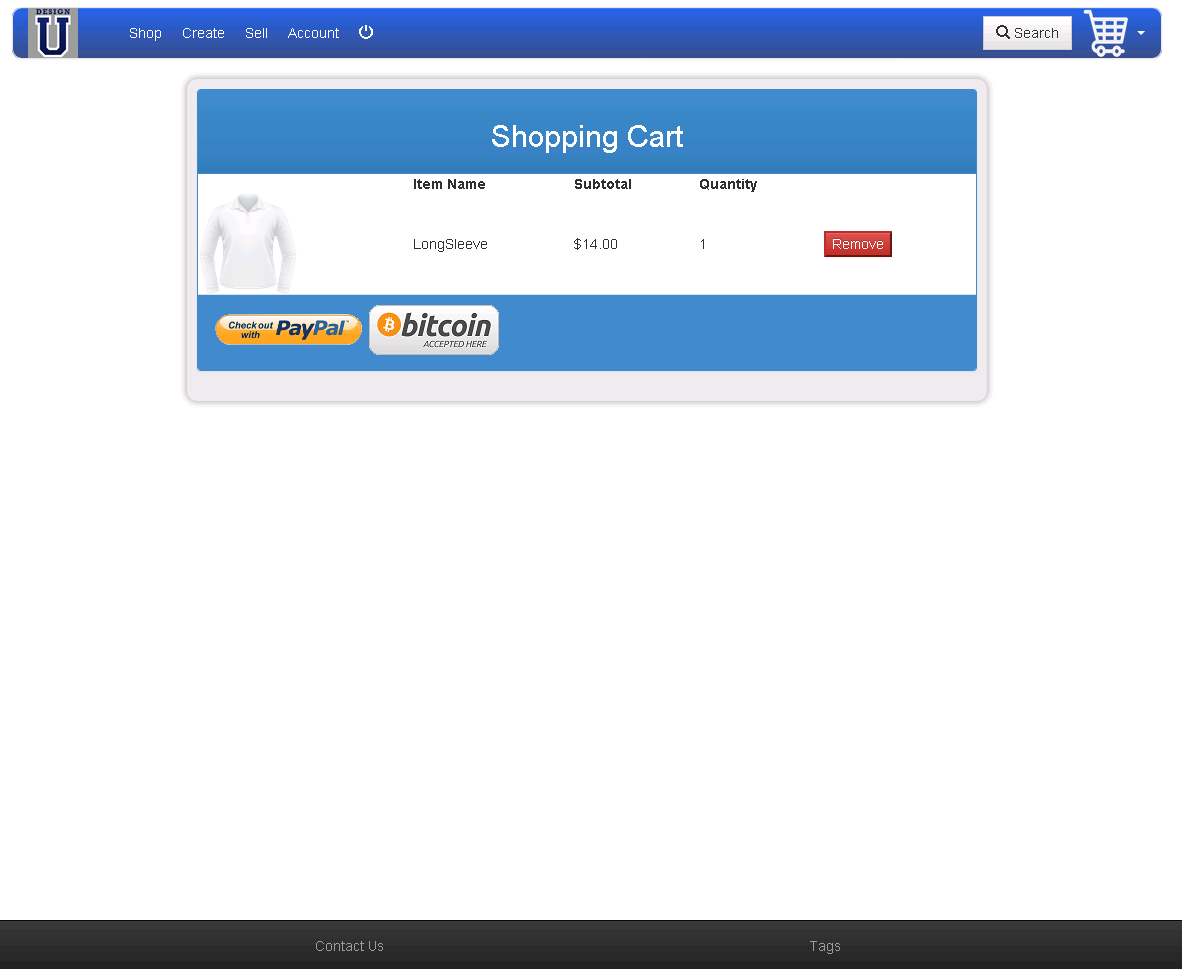 DESIGN
U
Shop Create Sell Account Search
Shopping Cart
Item Name Subtotal Quantity
LongSleeve $14.00 1 Remove
Check out with PayPal™
bitcoin
ACCEPTED HERE
Contact Us Tags